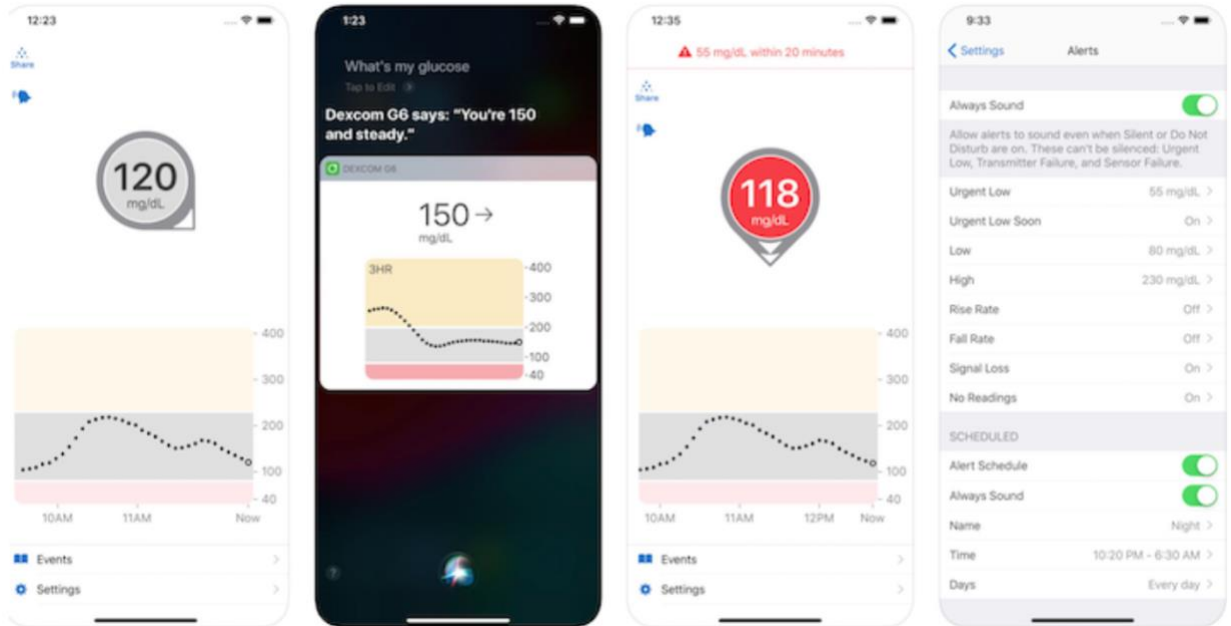 12:23
Share
120
mg/dL
400
300
200
100
40
10AM 11AM Now
Events
Settings
1:23
What's my glucose
Tap to Edit
Dexcom G6 says: "You're 150
and steady."
DEXCOM G6
150
mg/dL
3HR
400
300
200
100
40
?
12:35
55 mg/dL within 20 minutes
Share
118
mg/dL
400
300
200
100
40
10AM 11AM 12PM Now
Events
Settings
9:33
Settings Alerts
Always Sound
Allow alerts to sound even when Silent or Do Not
Disturb are on. These can't be silenced: Urgent
Low, Transmitter Failure, and Sensor Failure.
Urgent Low 55 mg/dL
Urgent Low Soon On
Low 80 mg/dL
High 230 mg/dL
Rise Rate Off
Fall Rate Off
Signal Loss On
No Readings On
SCHEDULED
Alert Schedule
Always Sound
Name Night
Time 10:20 PM - 6:30 AM
Days Every day